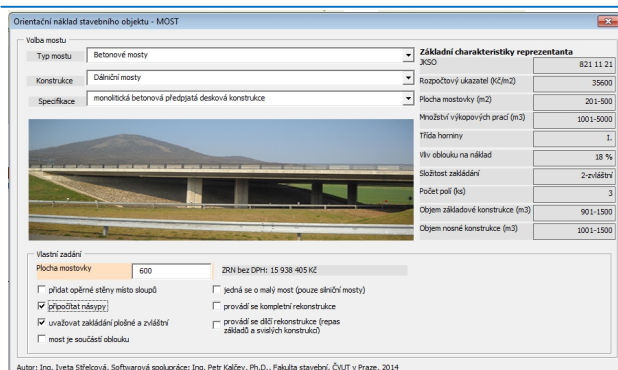 Orientační náklad stavebního objektu - MOST
Volba mostu
Typ mostu Betonové mosty
Konstrukce Dálniční mosty
Specifikace monolitická betonová předpjatá desková konstrukce
Základní charakteristiky reprezentanta
JKSO 821 11 21
Rozpočtový ukazatel (Kč/m2) 35600
Plocha mostovky (m2) 201-500
Množství výkopových prací (m3) 1001-5000
Třída horniny 1.
Vliv oblouku na náklad 18 %
Složitost zakládání 2-zvláštní
Počet polí (ks) 3
Objem základové konstrukce (m3) 901-1500
Objem nosné konstrukce (m3) 1001-1500
Vlastní zadání
Plocha mostovky 600 ZRN bez DPH: 15 938 405 Kč
přidat opěrné stěny místo sloupů
připočítat násypy
uvažovat zakládání plošné a zvláštní
most je součástí oblouku
jedná se o malý most (pouze silniční mosty)
provádí se kompletní rekonstrukce
provádí se dílčí rekonstrukce (repas
základů a svislých konstrukcí)
Autor: Ing. Iveta Střelcová, Softwarová spolupráce: Ing. Petr Kalčev, Ph.D., Fakulta stavební, ČVUT v Praze, 2014